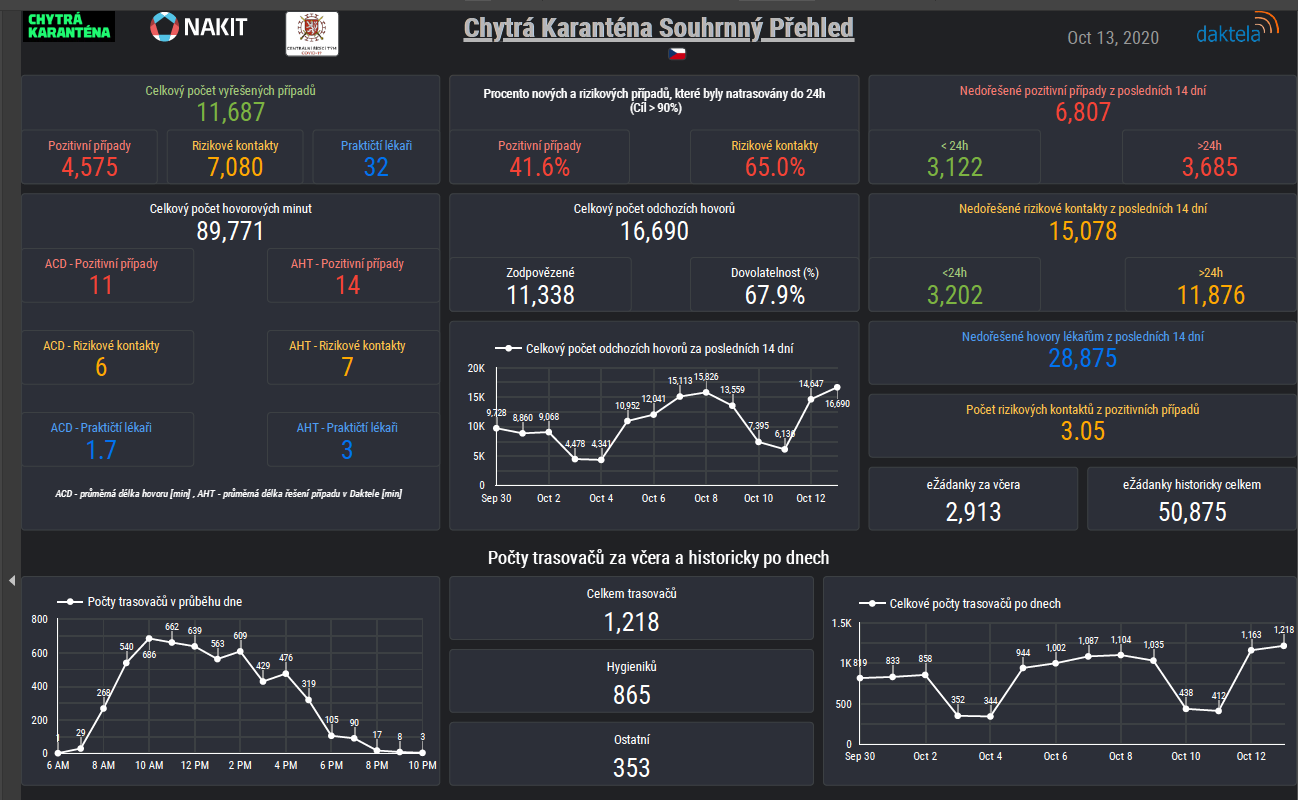 CHYTRÁ
KARANTÉNA
NAKIT
CENTRÁLNÍ ŘÍDICÍ TÝM
COVID-19
Chytrá Karanténa Souhrnný Přehled
Oct 13, 2020
daktela
Celkový počet vyřešených případů
11,687
Pozitivní případy
4,575
Rizikové kontakty
7,080
Praktičtí lékaři
32
Procento nových a rizikových případů, které byly natrasovány do 24h
(Cíl > 90%)
Pozitivní případy
41.6%
Rizikové kontakty
65.0%
Nedořešené pozitivní případy z posledních 14 dní
6,807
< 24h
3,122
>24h
3,685
Celkový počet hovorových minut
89,771
ACD - Pozitivní případy
11
AHT - Pozitivní případy
14
ACD - Rizikové kontakty
6
AHT - Rizikové kontakty
7
ACD - Praktičtí lékaři
1.7
AHT - Praktičtí lékaři
3
ACD - průměrná délka hovoru [min] , AHT - průměrná délka řešení případu v Daktele [min]
Celkový počet odchozích hovorů
16,690
Zodpovězené
11,338
Dovolatelnost (%)
67.9%
Celkový počet odchozích hovorů za posledních 14 dní
20K
15K
10K
5K
0
9,728
8,860
9,068
4,478
4,341
10,952
12,041
15,113
15,826
13,559
7,395
6,136
14,647
16,690
Sep 30
Oct 2
Oct 4
Oct 6
Oct 8
Oct 10
Oct 12
Nedořešené rizikové kontakty z posledních 14 dní
15,078
<24h
3,202
>24h
11,876
Nedořešené hovory lékařům z posledních 14 dní
28,875
Počet rizikových kontaktů z pozitivních případů
3.05
eŽádanky za včera
2,913
eŽádanky historicky celkem
50,875
Počty trasovačů za včera a historicky po dnech
Počty trasovačů v průběhu dne
800
600
400
200
0
1
29
268
540
686
662
639
563
609
429
476
319
105
90
17
8
3
6 AM
8 AM
10 AM
12 PM
2 PM
4 PM
6 PM
8 PM
10 PM
Celkem trasovačů
1,218
Hygieniků
865
Ostatní
353
Celkové počty trasovačů po dnech
1.5K
1K
500
0
819
833
858
352
344
944
1,002
1,087
1,104
1,035
438
412
1,163
1,218
Sep 30
Oct 2
Oct 4
Oct 6
Oct 8
Oct 10
Oct 12